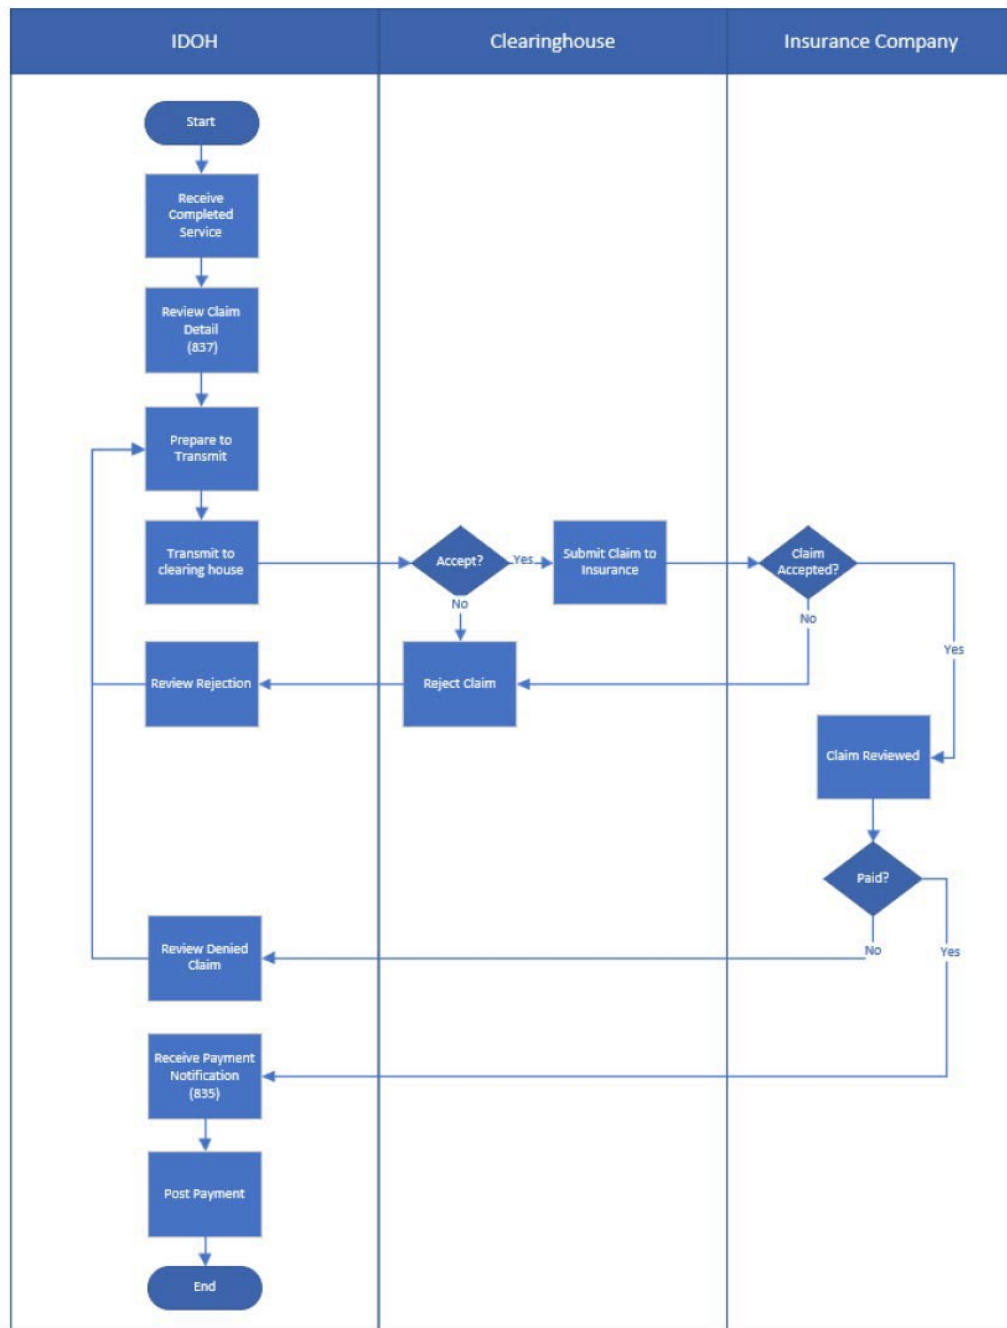 IDOH
Clearinghouse
Insurance Company
Start
Receive
Completed
Service
Review Claim
Detail
(837)
Prepare to
Transmit
Transmit to
clearing house
Accept?
Yes
Submit Claim to
Insurance
Claim
Accepted?
No
No
Yes
Review Rejection
Reject Claim
Claim Reviewed
Paid?
Review Denied
Claim
No
Yes
Receive Payment
Notification
(835)
Post Payment
End